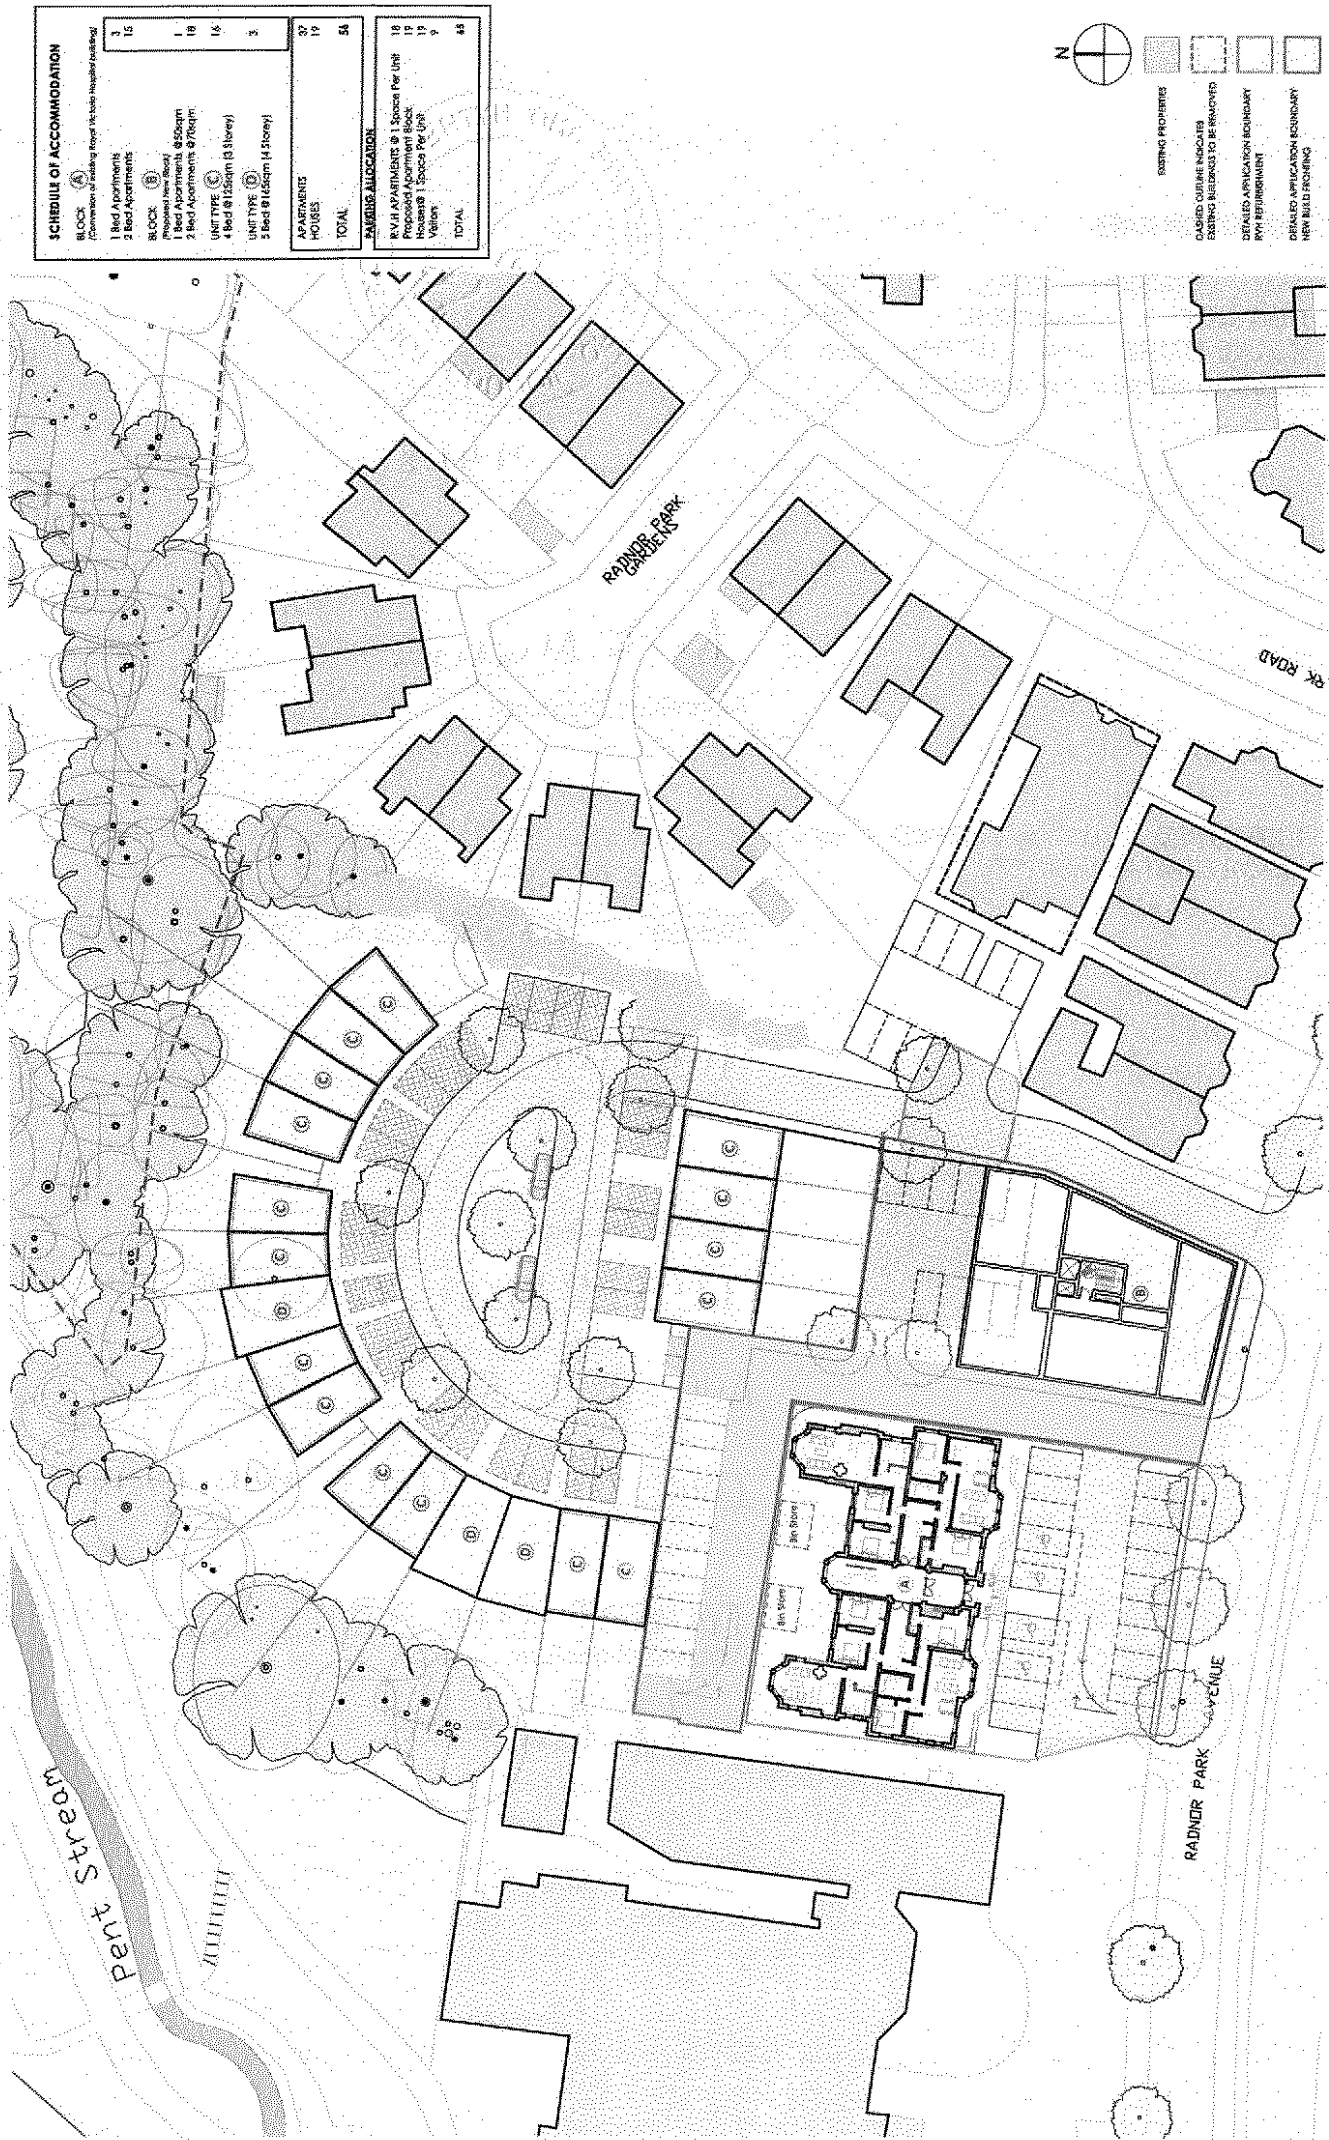 SCHEDULE OF ACCOMMODATION
BLOCK A
(Conversion of existing Royal Victoria Hospital building)
1 Bed Apartments 3
2 Bed Apartments 15
BLOCK B
(Proposed New Block)
1 Bed Apartments @50sqm 1
2 Bed Apartments @70sqm 18
UNIT TYPE C
4 Bed @125sqm (3 Storey) 16
UNIT TYPE D
5 Bed @165sqm (4 Storey) 3
APARTMENTS 37
HOUSES 19
TOTAL 56
PARKING ALLOCATION
R.V.H APARTMENTS @ 1 Space Per Unit 18
Proposed Apartment Block 19
Houses@ 1 Space Per Unit 19
Visitors 9
TOTAL 65
N
EXISTING PROPERTIES
DASHED OUTLINE INDICATES
EXISTING BUILDINGS TO BE REMOVED
DETAILED APPLICATION BOUNDARY
RVH REFURBISHMENT
DETAILED APPLICATION BOUNDARY
NEW BUILD FRONTING
RADNOR PARK
GARDENS
RK ROAD
C
C
C
C
C
C
D
C
C
C
C
D
D
C
C
C
C
C
C
B
A
Bin Store
Bin Store
Pent Stream
RADNOR PARK
VENUE